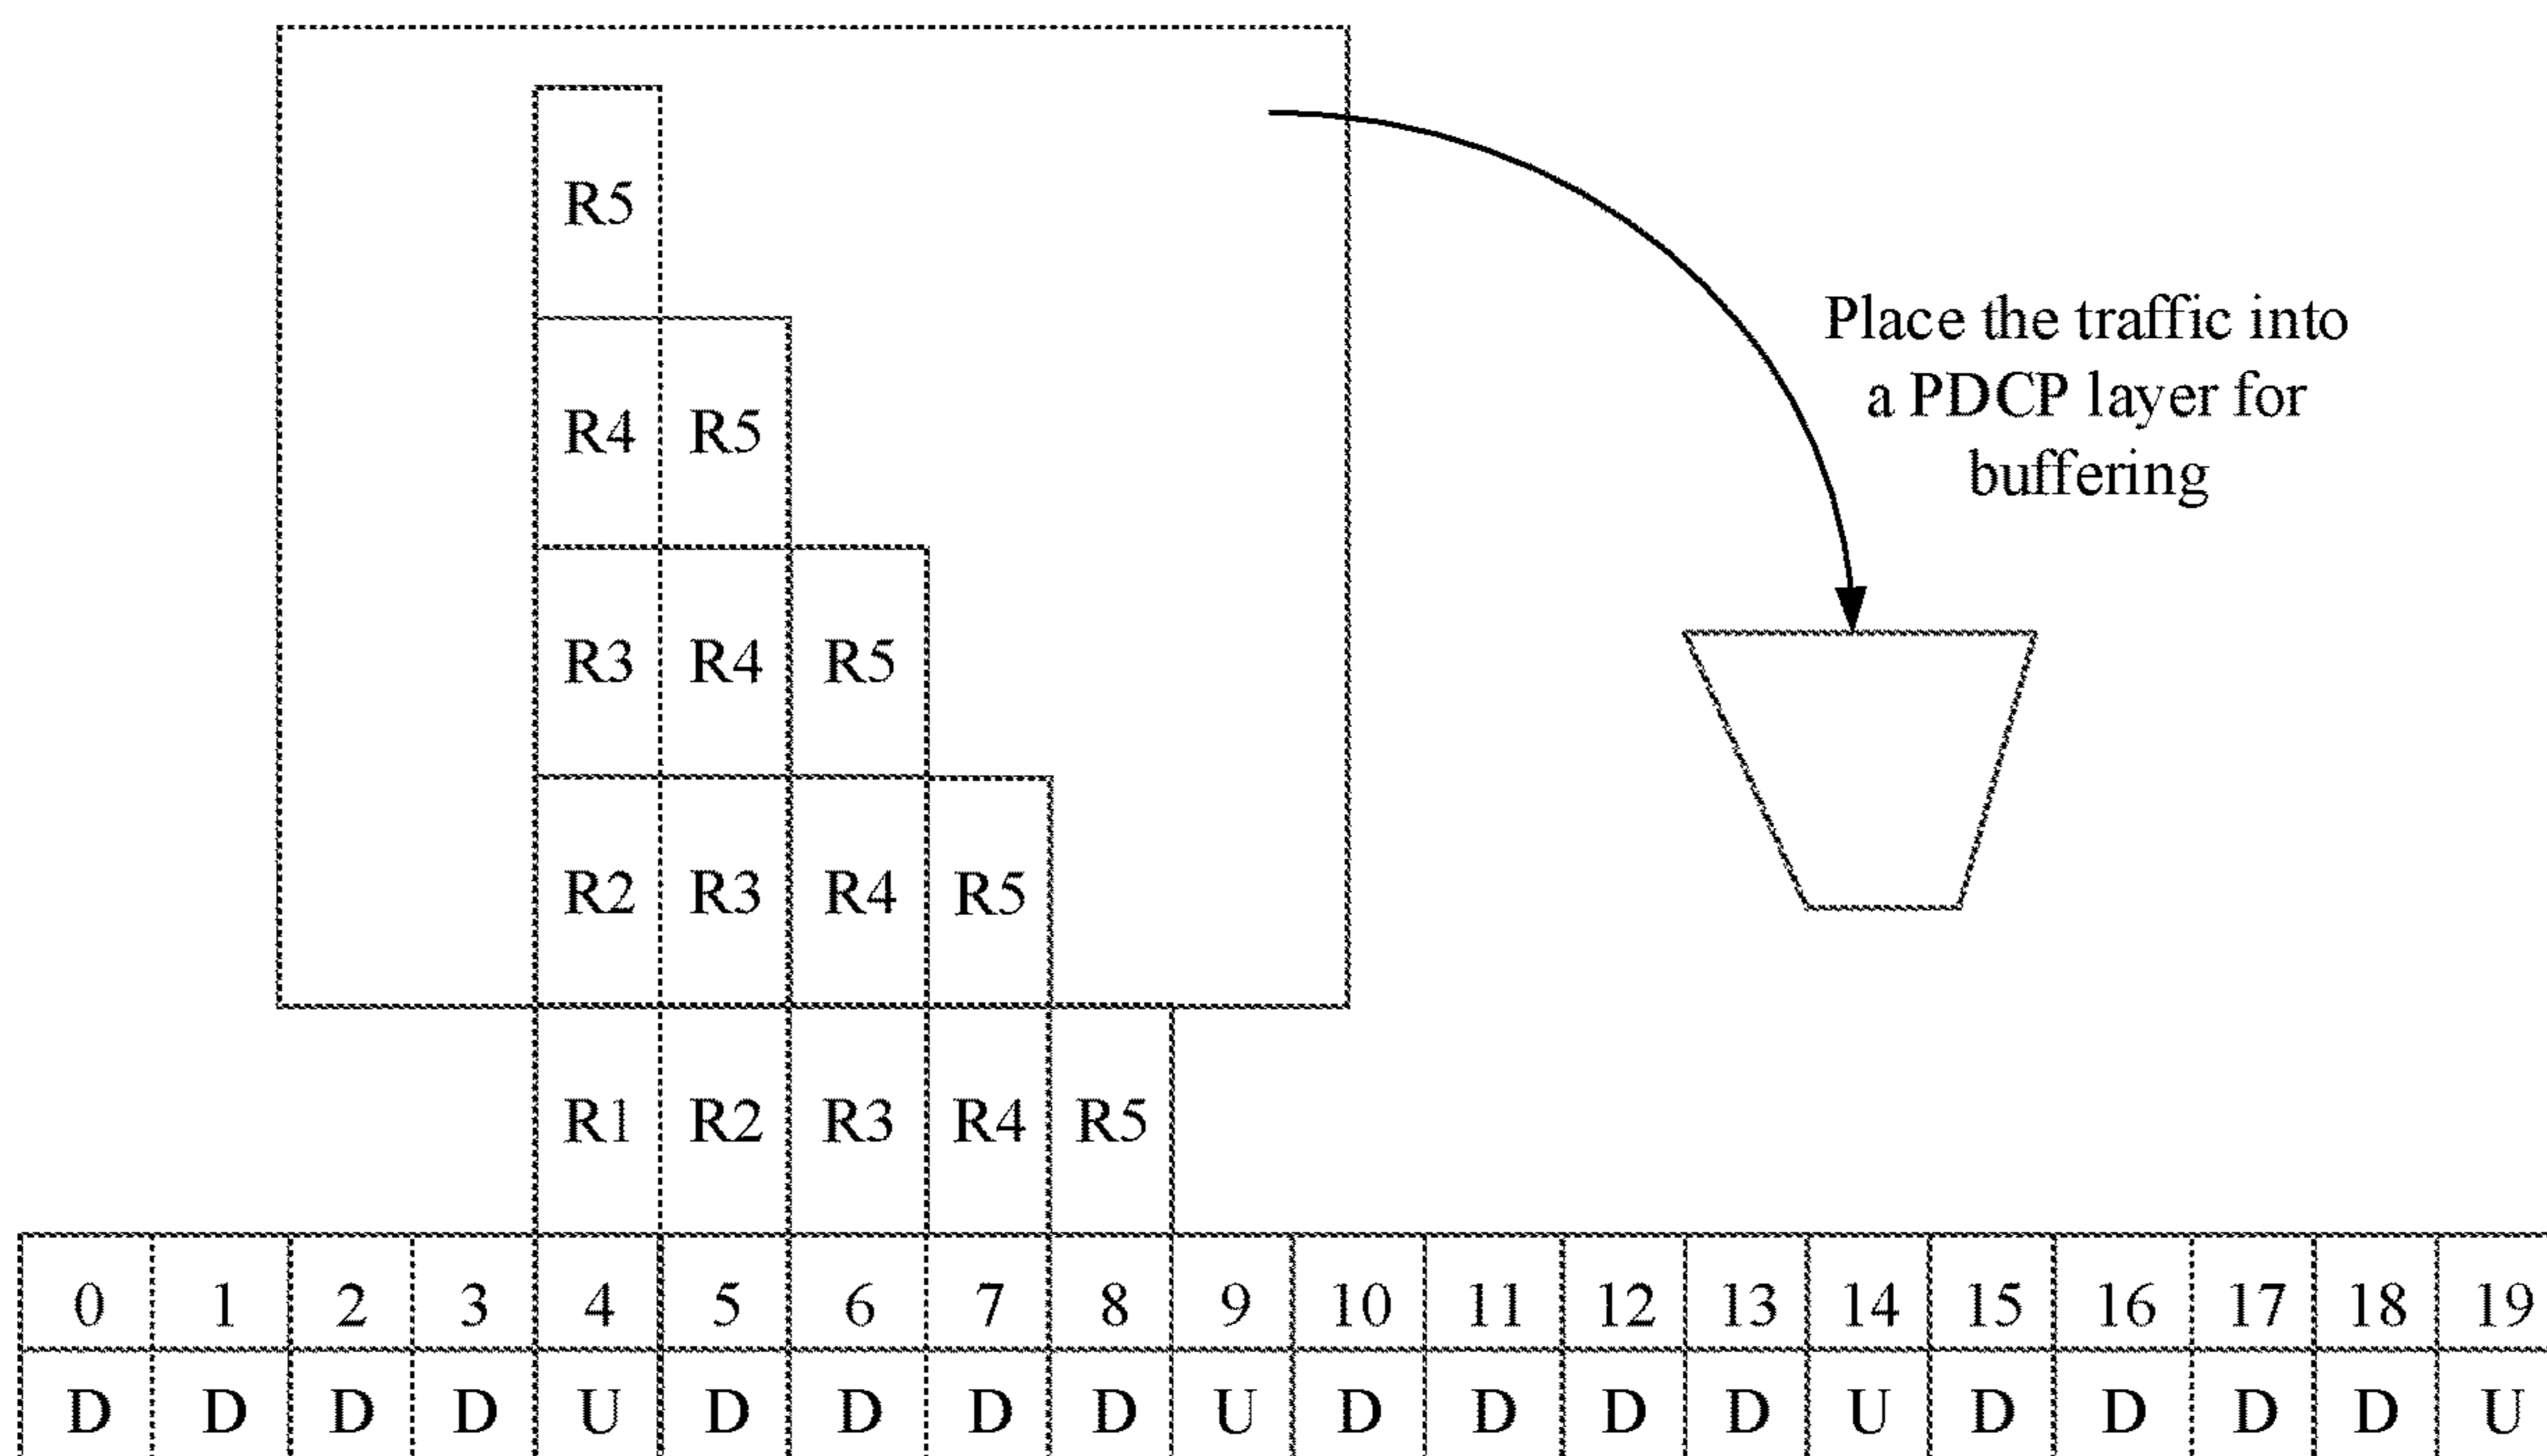 R5
Place the traffic into
a PDCP layer for
buffering
R4 R5
R3 R4 R5
R2 R3 R4 R5
R1 R2 R3 R4 R5
0 1 2 3 4 5 6 7 8 9 10 11 12 13 14 15 16 17 18 19
D D D D U D D D D U D D D D U D D D D U